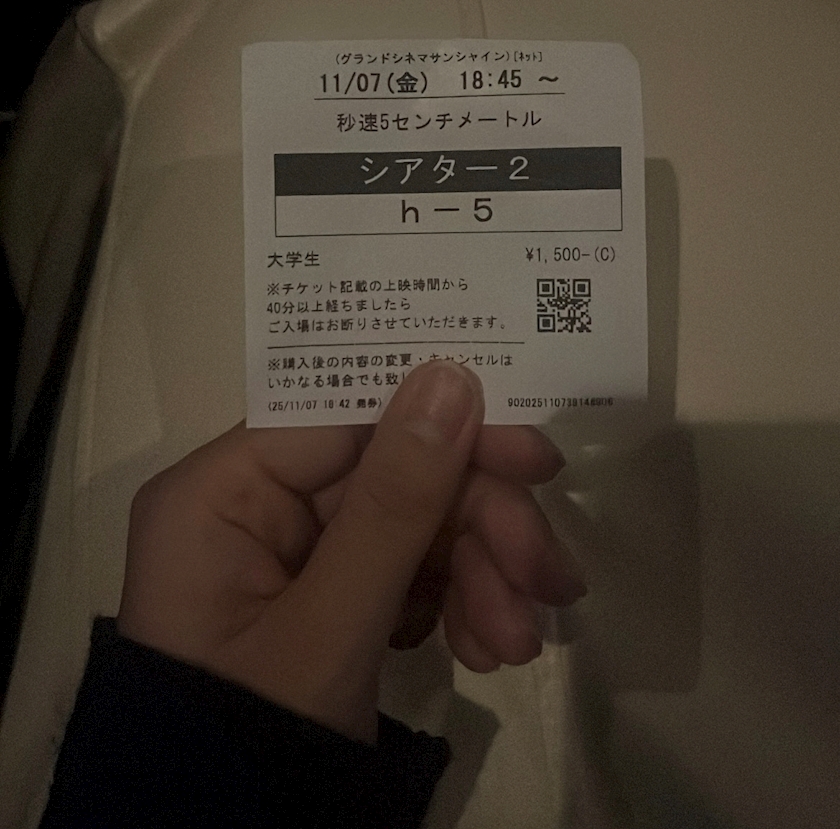 (グランドシネマサンシャイン)[ネット]
11/07(金) 18:45 ～
秒速5センチメートル
シアター2
h－5
大学生 ¥1,500-(C)
※チケット記載の上映時間から
40分以上経ちましたら
ご入場はお断りさせていただきます。
※購入後の内容の変更・キャンセルは
いかなる場合でも致し
(25/11/07 18:42 発券)